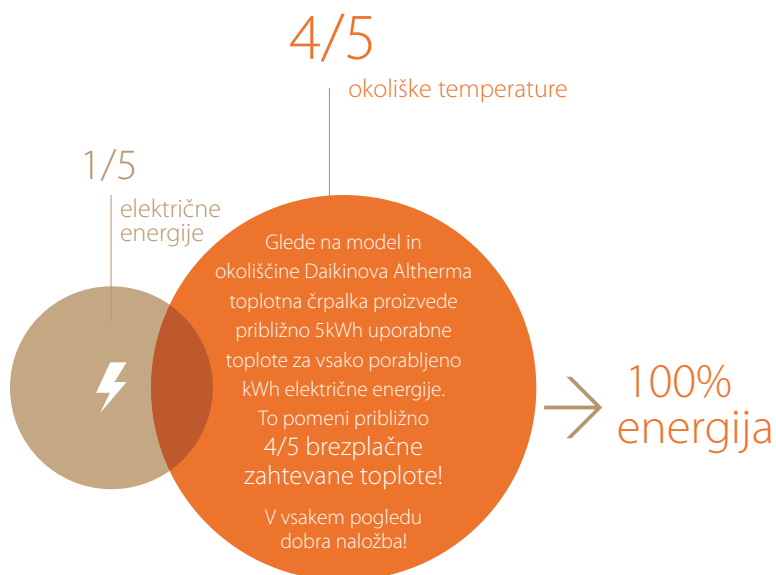 4/5
okoliške temperature
1/5
električne
energije
Glede na model in
okoliščine Daikinova Altherma
toplotna črpalka proizvede
približno 5kWh uporabne
toplote za vsako porabljeno
kWh električne energije.
To pomeni približno
4/5 brezplačne
zahtevane toplote!
V vsakem pogledu
dobra naložba!
100%
energija